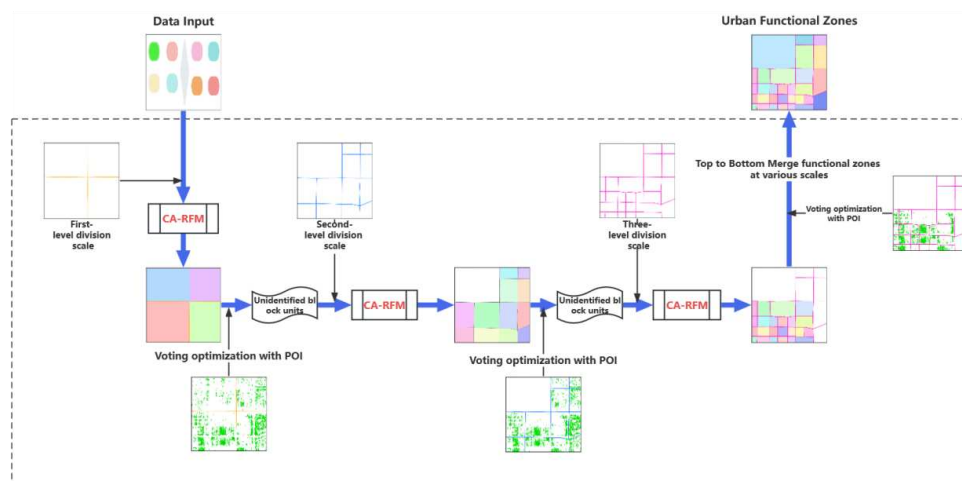 Data Input
Urban Functional Zones
Top to Bottom Merge functional zones
at various scales
CA-RFM
First-
level division
scale
Second-
level division
scale
Three-
level division
scale
Voting optimization
with POI
Unidentified bl
ock units
CA-RFM
Unidentified bl
ock units
CA-RFM
Voting optimization with POI
Voting optimization with POI